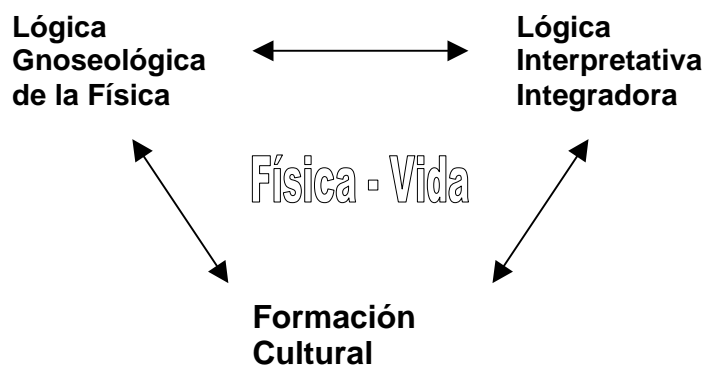 Lógica
Gnoseológica
de la Física
Lógica
Interpretativa
Integradora
Física - Vida
Formación
Cultural